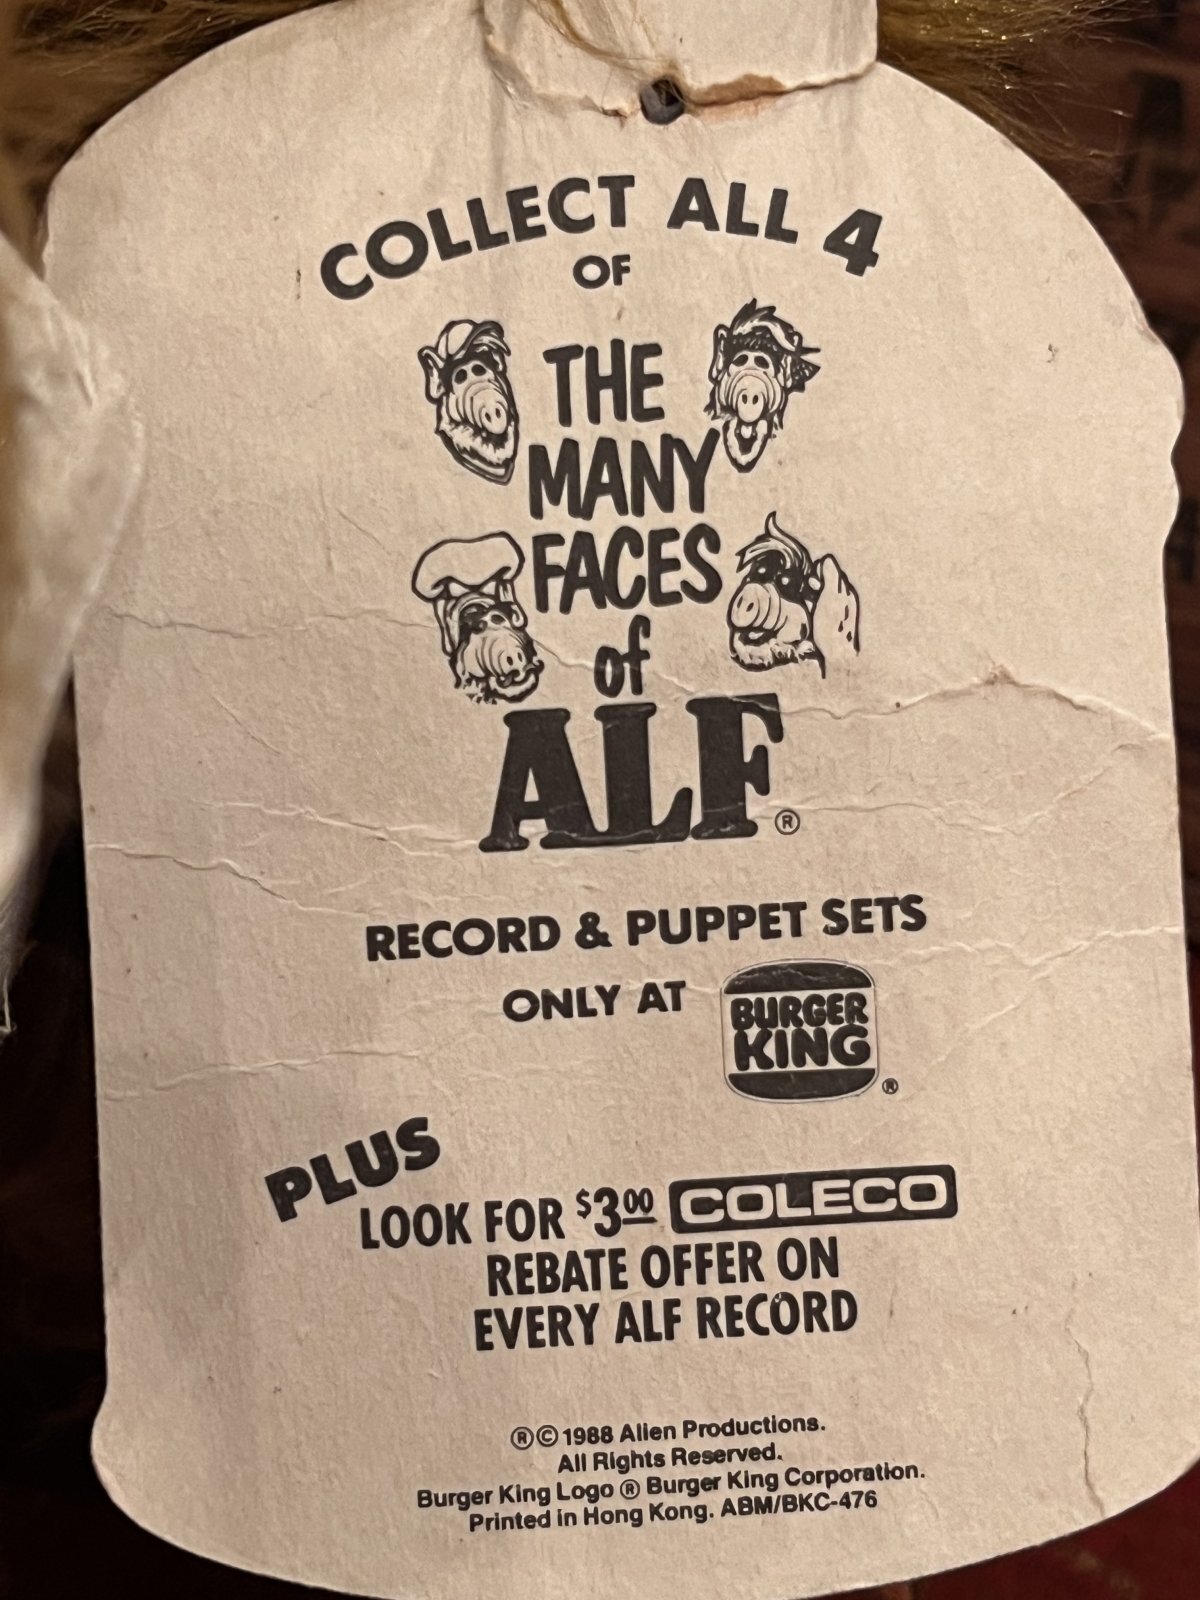 COLLECT ALL 4
OF
THE
MANY
FACES
of
ALF®
RECORD & PUPPET SETS
ONLY AT BURGER KING®
PLUS
LOOK FOR $3.00 COLECO
REBATE OFFER ON
EVERY ALF RECORD
®©1988 Alien Productions.
All Rights Reserved.
Burger King Logo ® Burger King Corporation.
Printed in Hong Kong. ABM/BKC-476